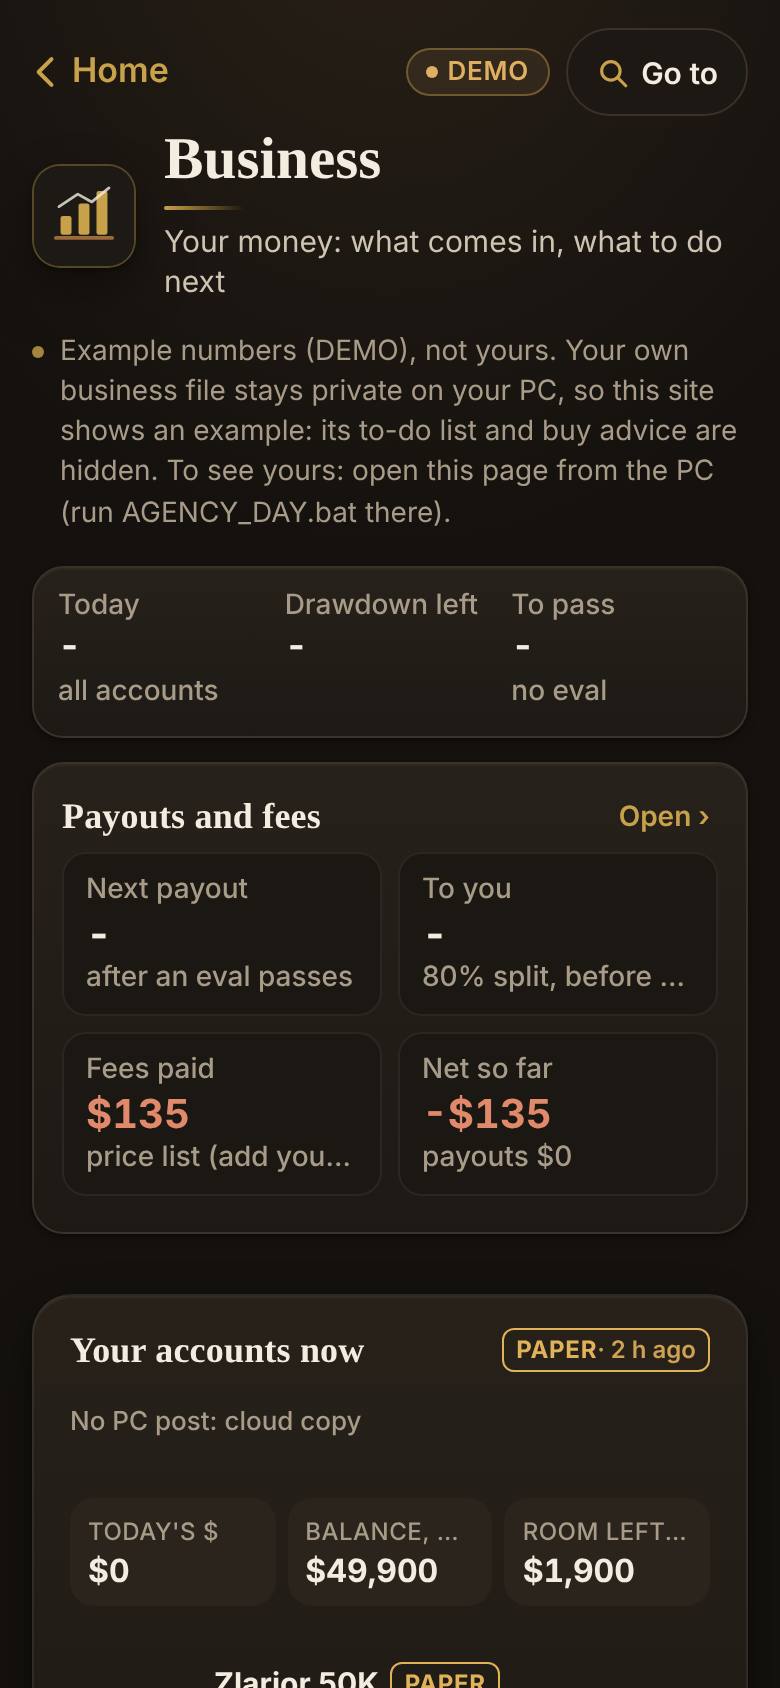 Home
DEMO
Go to
Business
Your money: what comes in, what to do
next
Example numbers (DEMO), not yours. Your own
business file stays private on your PC, so this site
shows an example: its to-do list and buy advice are
hidden. To see yours: open this page from the PC
(run AGENCY_DAY.bat there).
Today
-
all accounts
Drawdown left
-
To pass
-
no eval
Payouts and fees
Open ›
Next payout
-
after an eval passes
To you
-
80% split, before ...
Fees paid
$135
price list (add you...
Net so far
-$135
payouts $0
Your accounts now
PAPER· 2 h ago
No PC post: cloud copy
TODAY'S $
$0
BALANCE, ...
$49,900
ROOM LEFT...
$1,900
Zlarior 50K PAPER